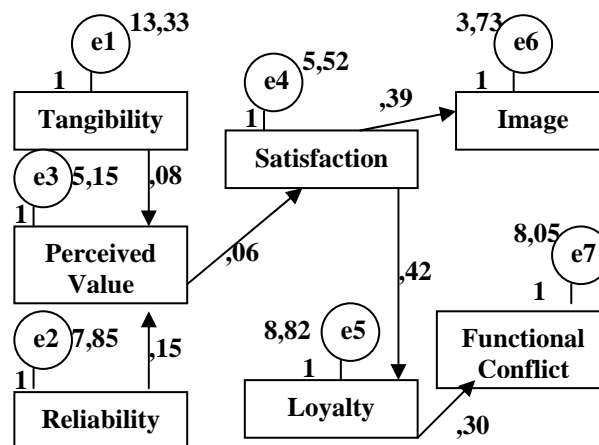 13,33
e1
1
Tangibility
,08
e3
5,15
1
Perceived
Value
,06
e2
7,85
,15
1
Reliability
e4
5,52
1
Satisfaction
,39
,42
3,73
e6
1
Image
8,82
e5
1
Loyalty
,30
8,05
e7
1
Functional
Conflict